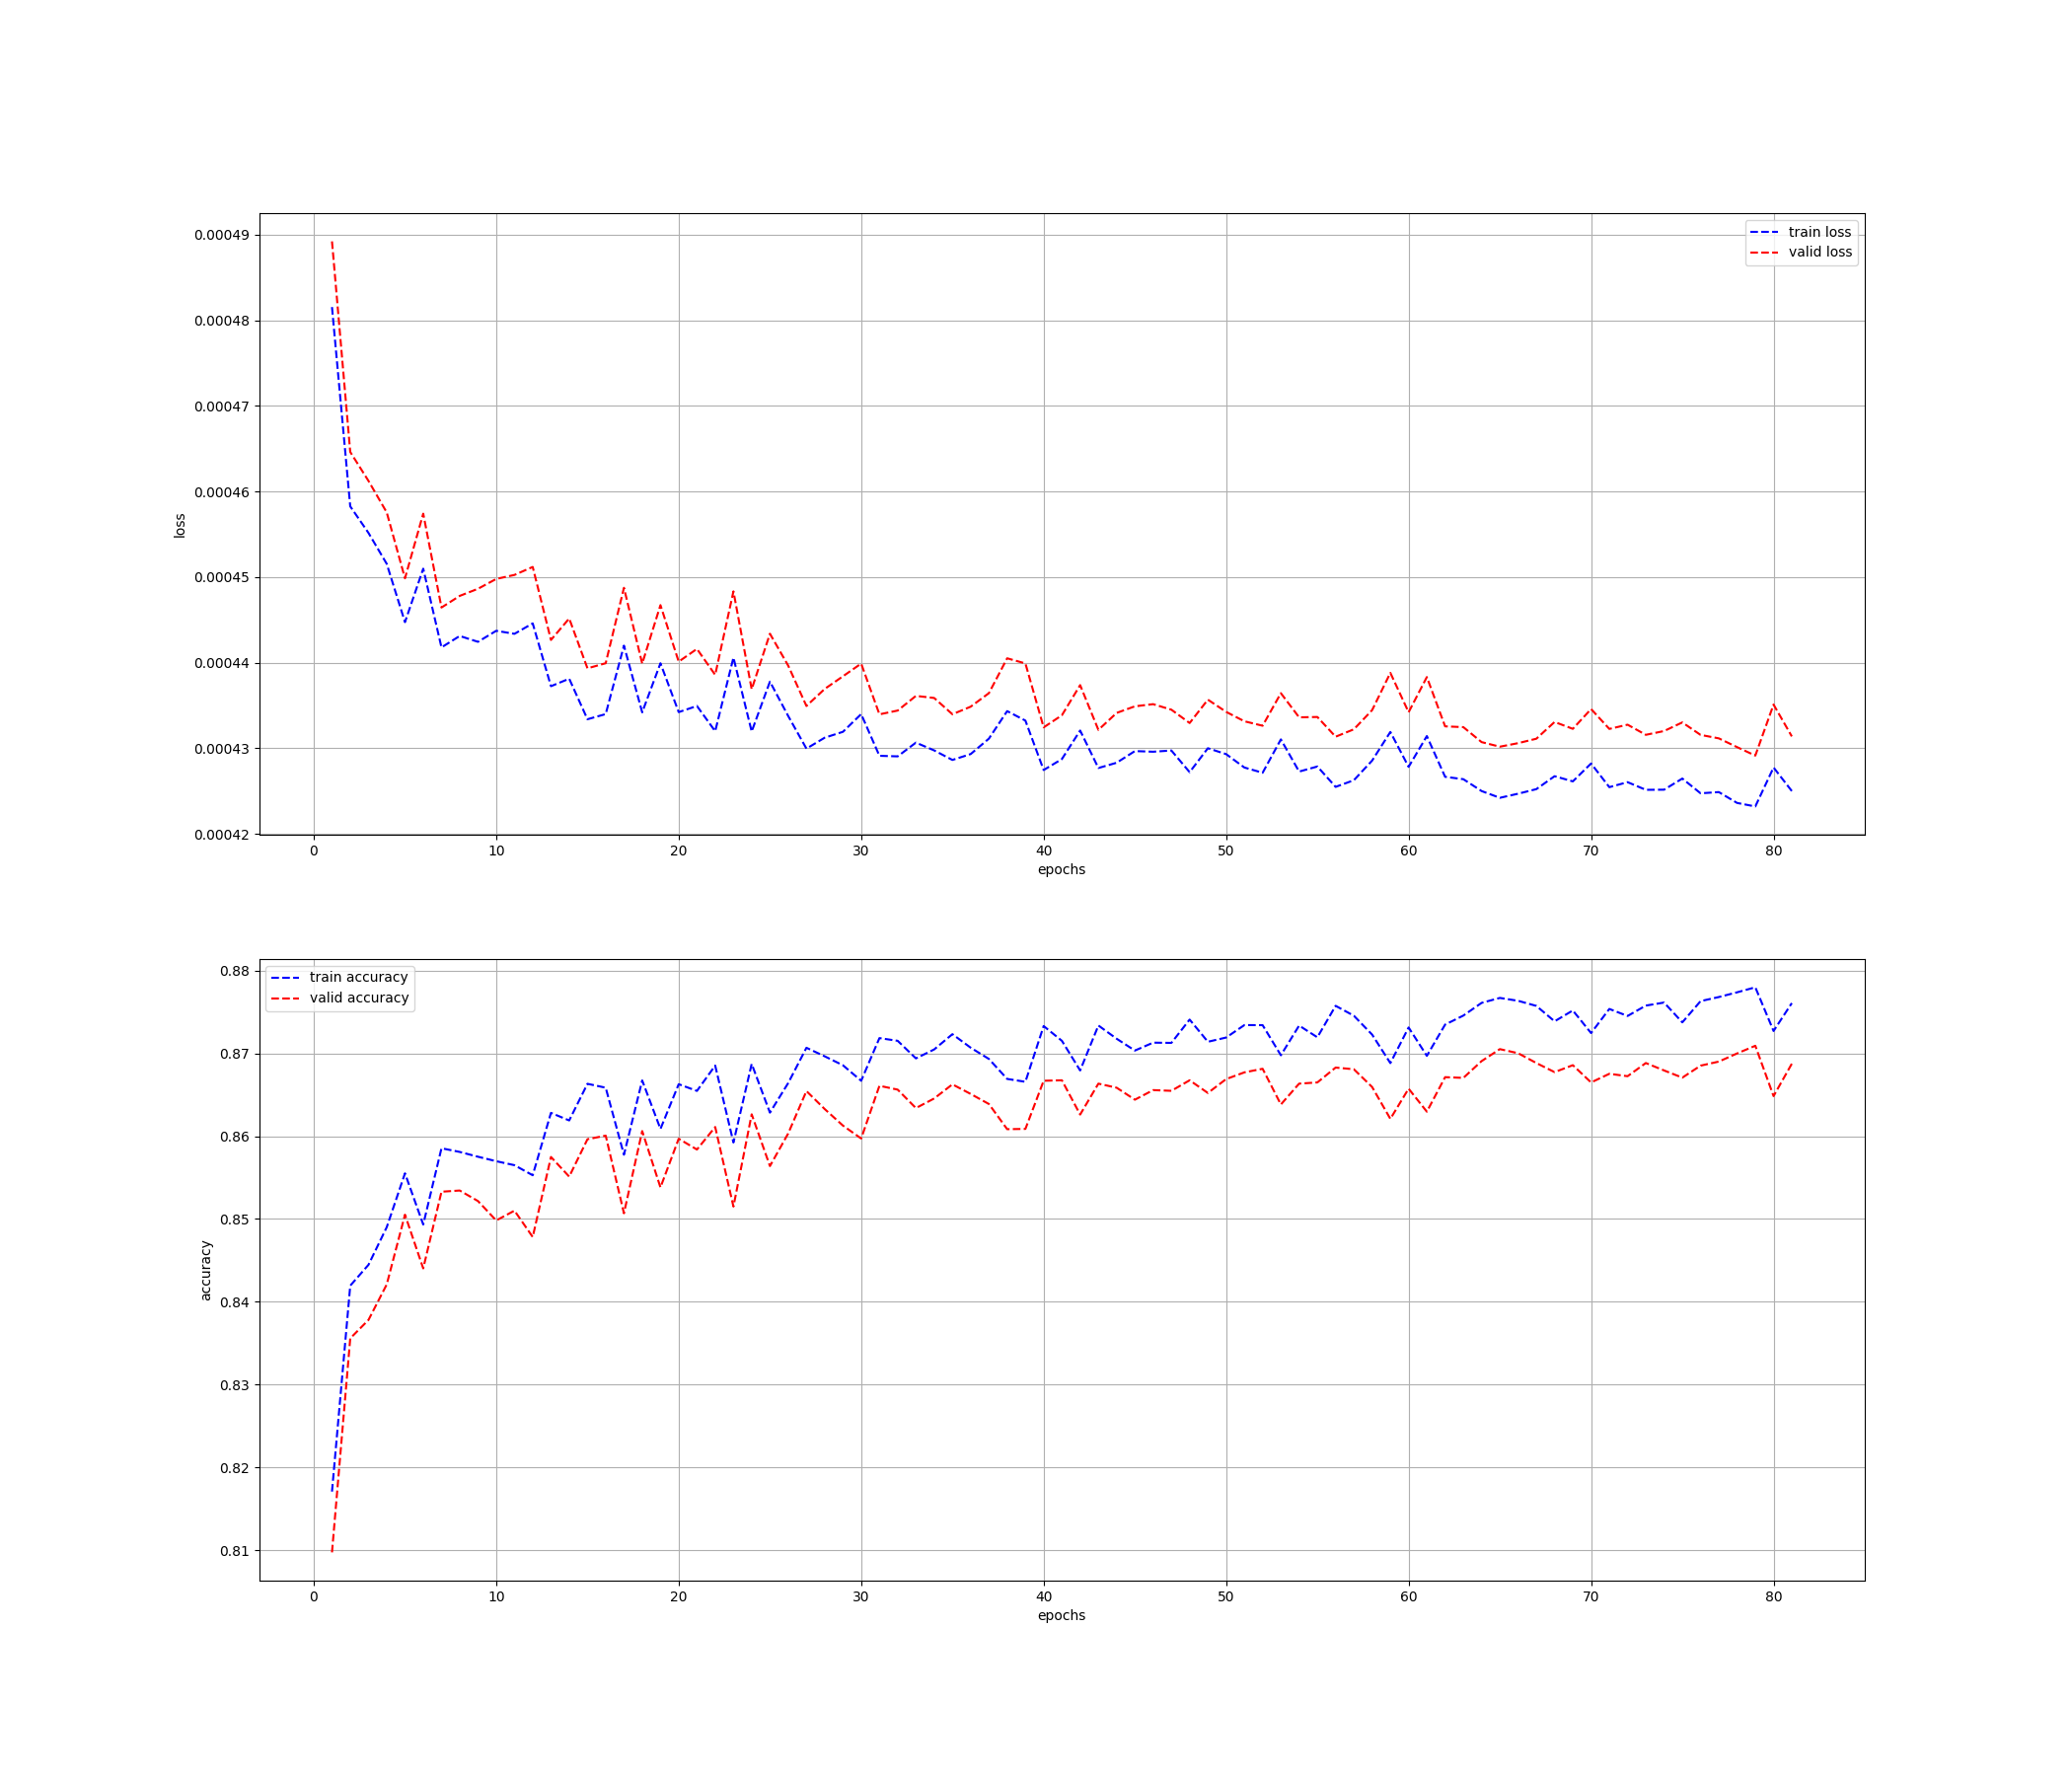 0.00049
0.00048
0.00047
0.00046
0.00045
0.00044
0.00043
0.00042
loss
train loss
valid loss
0 10 20 30 40 50 60 70 80
epochs
0.88
0.87
0.86
0.85
0.84
0.83
0.82
0.81
accuracy
train accuracy
valid accuracy
0 10 20 30 40 50 60 70 80
epochs